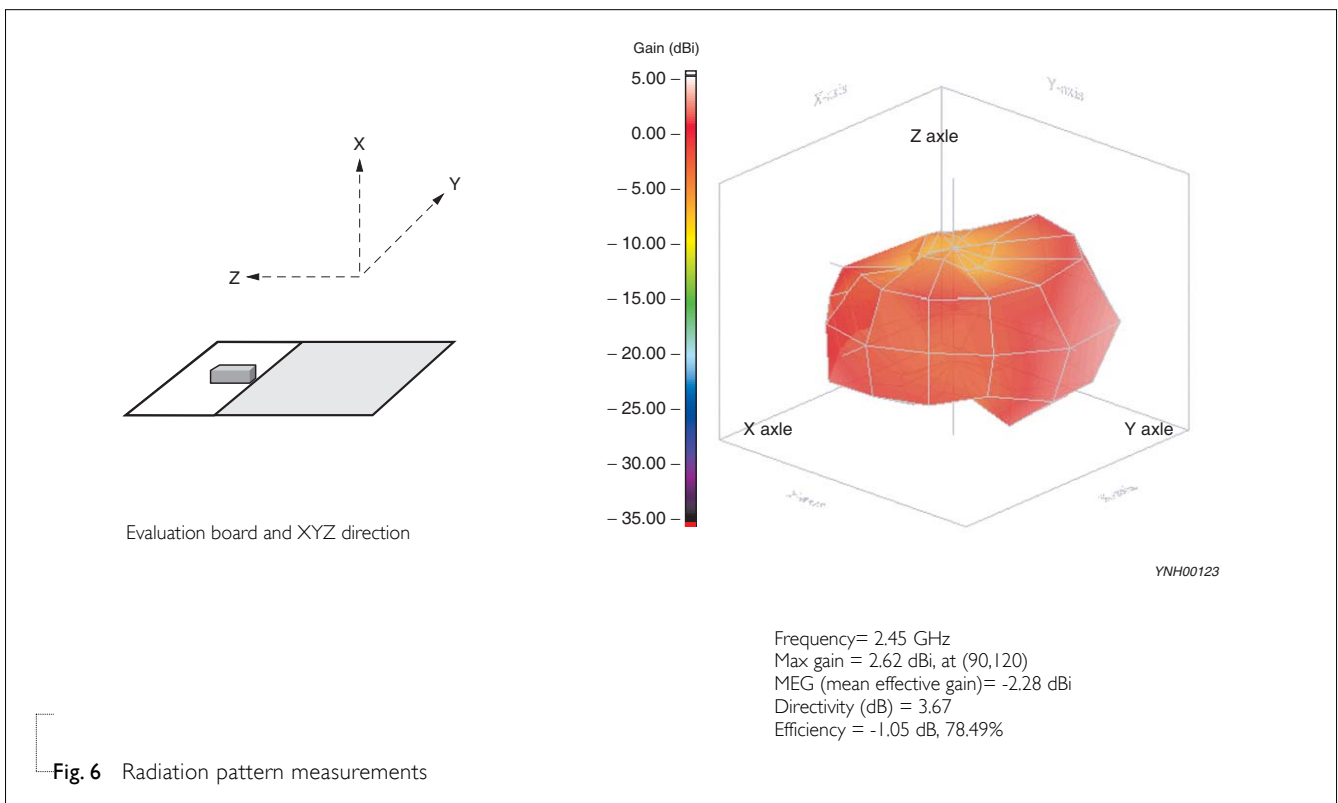 Gain (dBi)
5.00
0.00
– 5.00
– 10.00
– 15.00
– 20.00
– 25.00
– 30.00
– 35.00
X
Y
Z
Evaluation board and XYZ direction
X-axis
Y-axis
Z axle
X axle
Y axle
X-axis
YNH00123
Frequency= 2.45 GHz
Max gain = 2.62 dBi, at (90,120)
MEG (mean effective gain)= -2.28 dBi
Directivity (dB) = 3.67
Efficiency = -1.05 dB, 78.49%
Fig. 6 Radiation pattern measurements